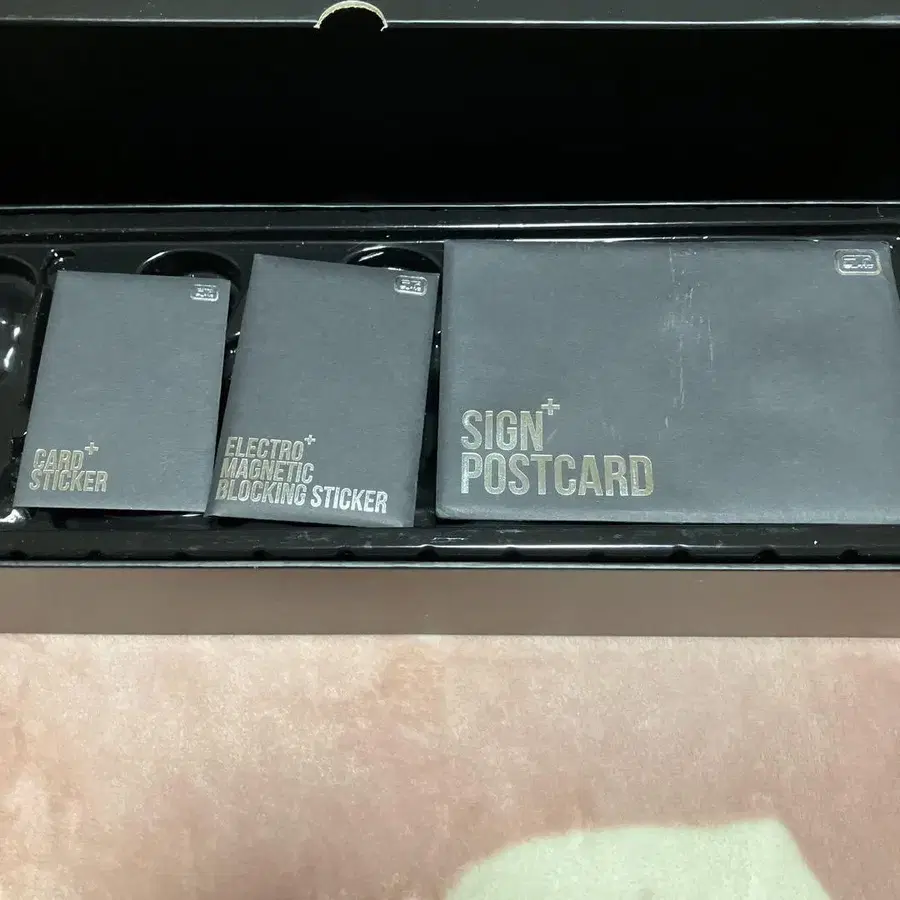 CARD+
STICKER
ELECTRO+
MAGNETIC
BLOCKING STICKER
SIGN+
POSTCARD